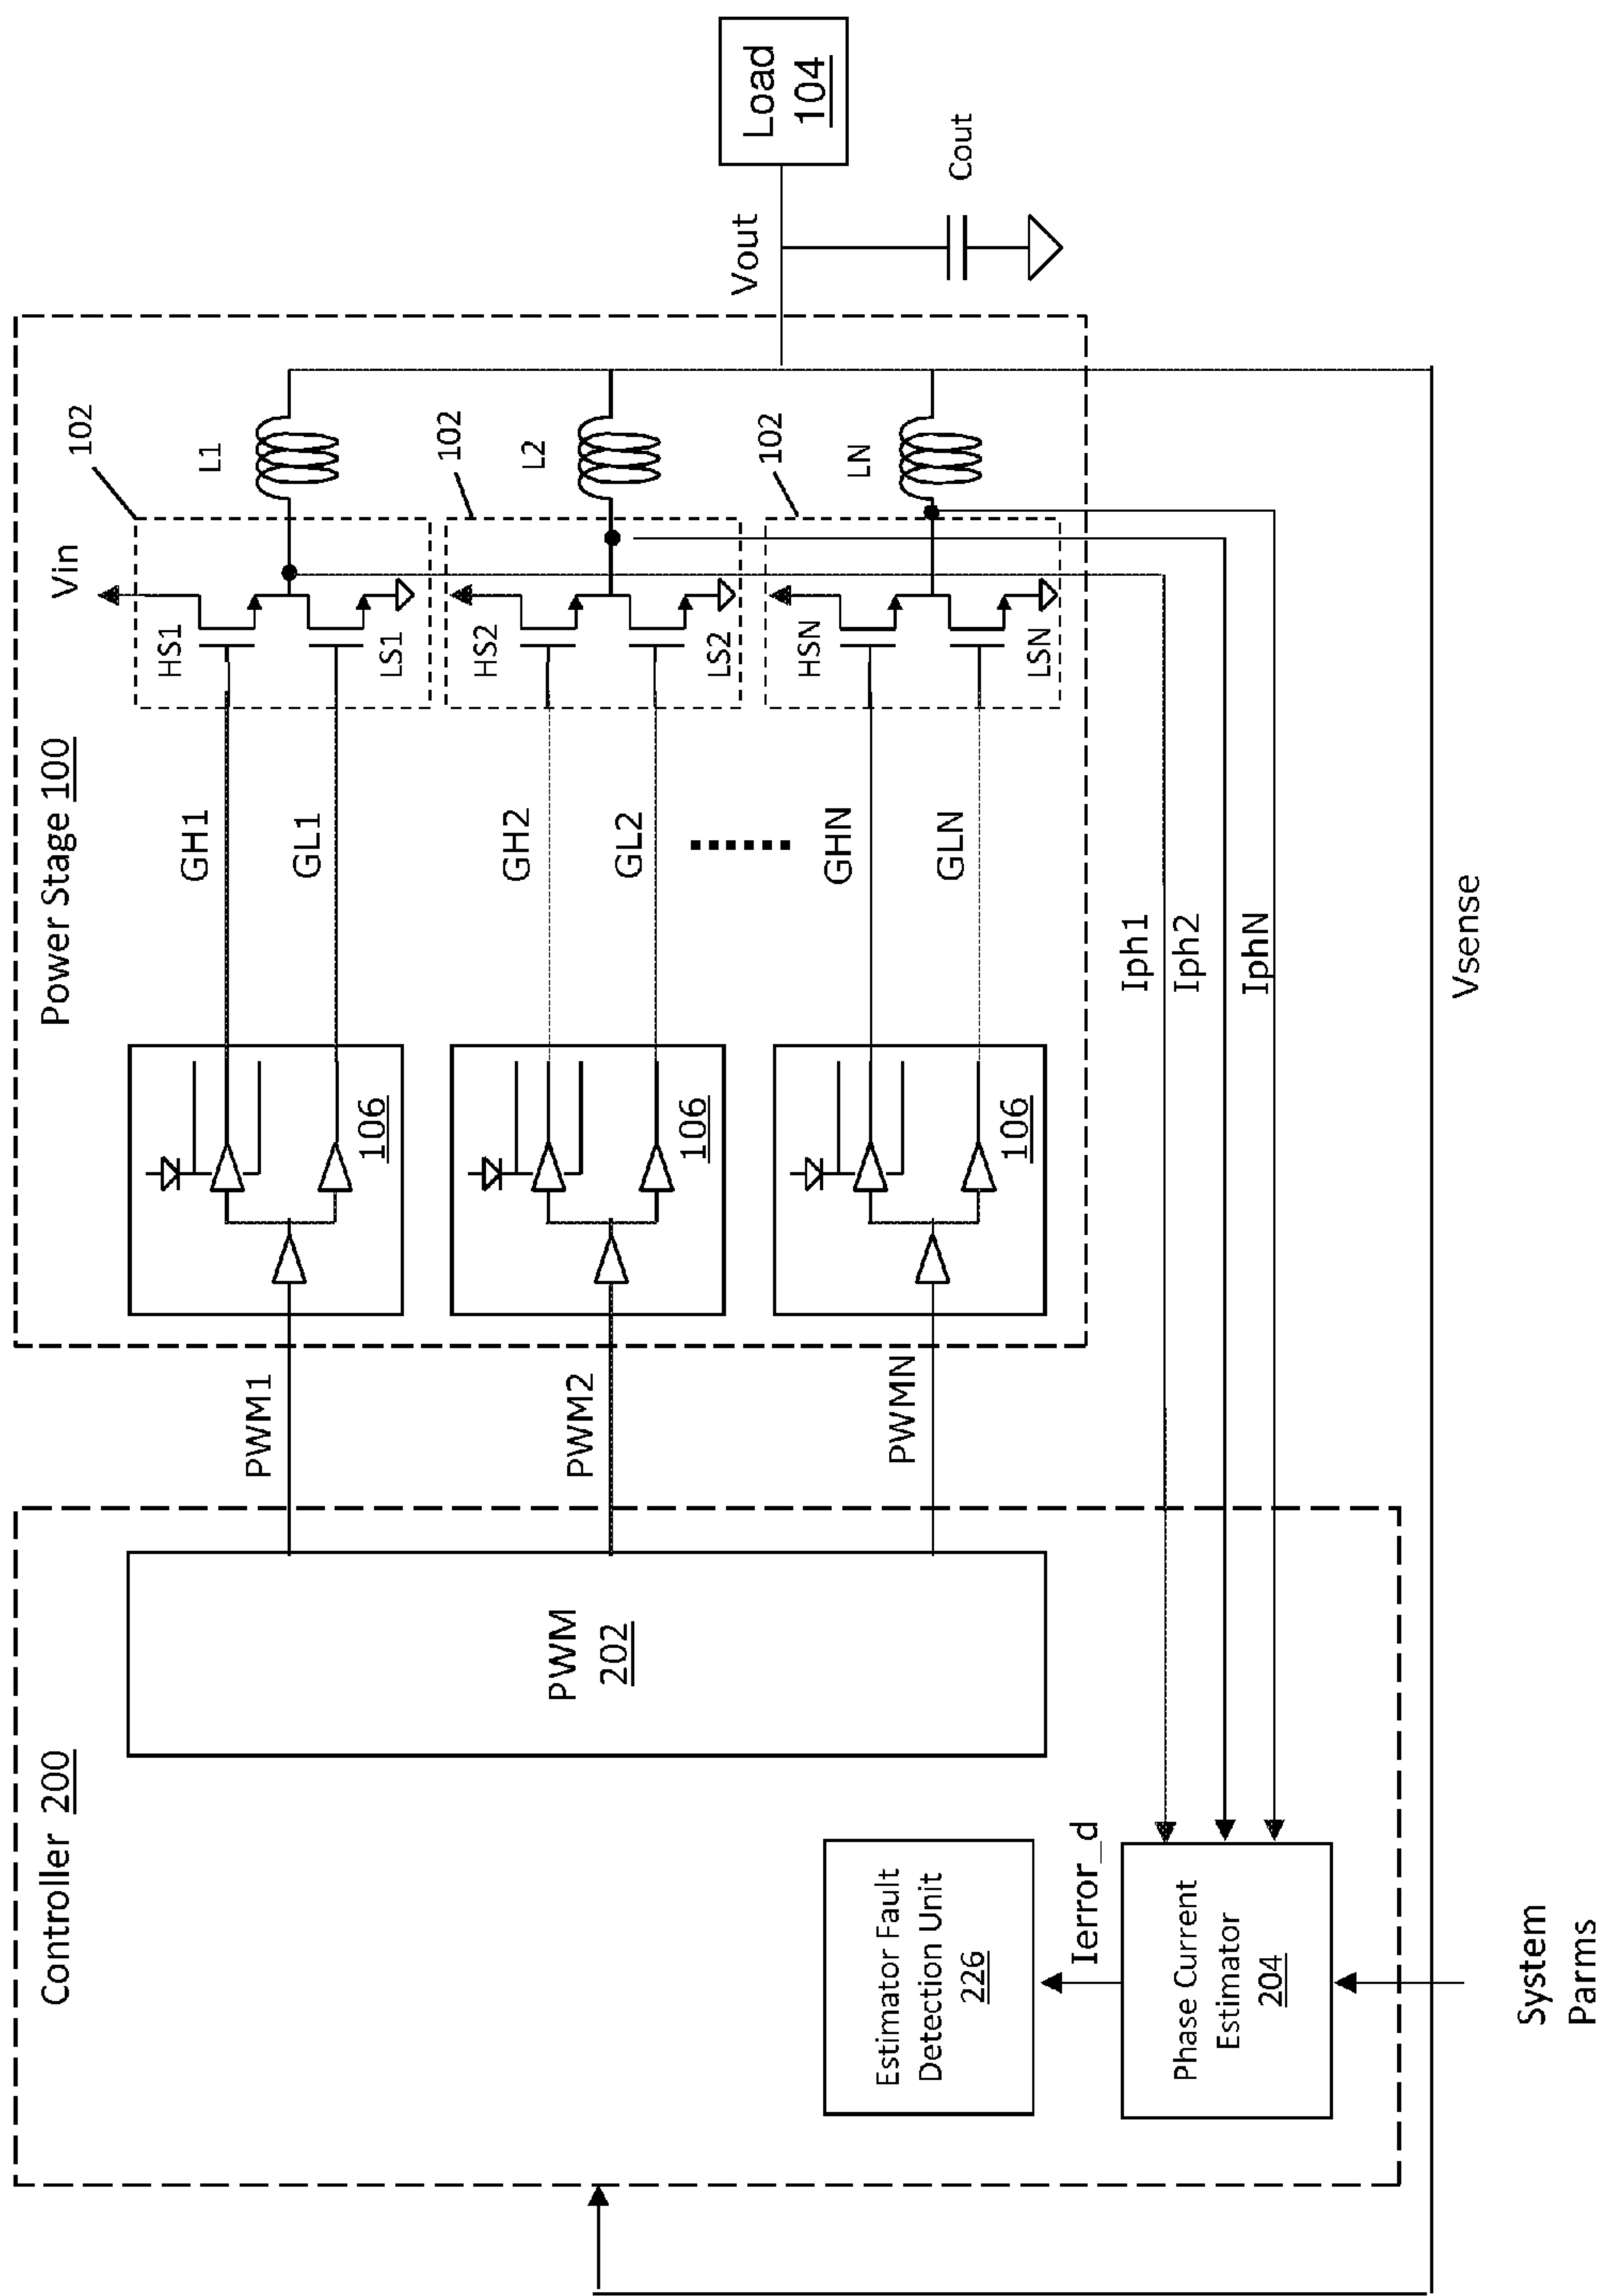 Controller 200
PWM
202
Estimator Fault
Detection Unit
226
Ierror_d
Phase Current
Estimator
204
System
Parms
PWM1
PWM2
PWMN
Power Stage 100
106
106
106
GH1
GL1
GH2
GL2
GHN
GLN
Iph1
Iph2
IphN
Vsense
Vin
HS1
LS1
HS2
LS2
HSN
LSN
102
102
102
L1
L2
LN
Vout
Cout
Load
104